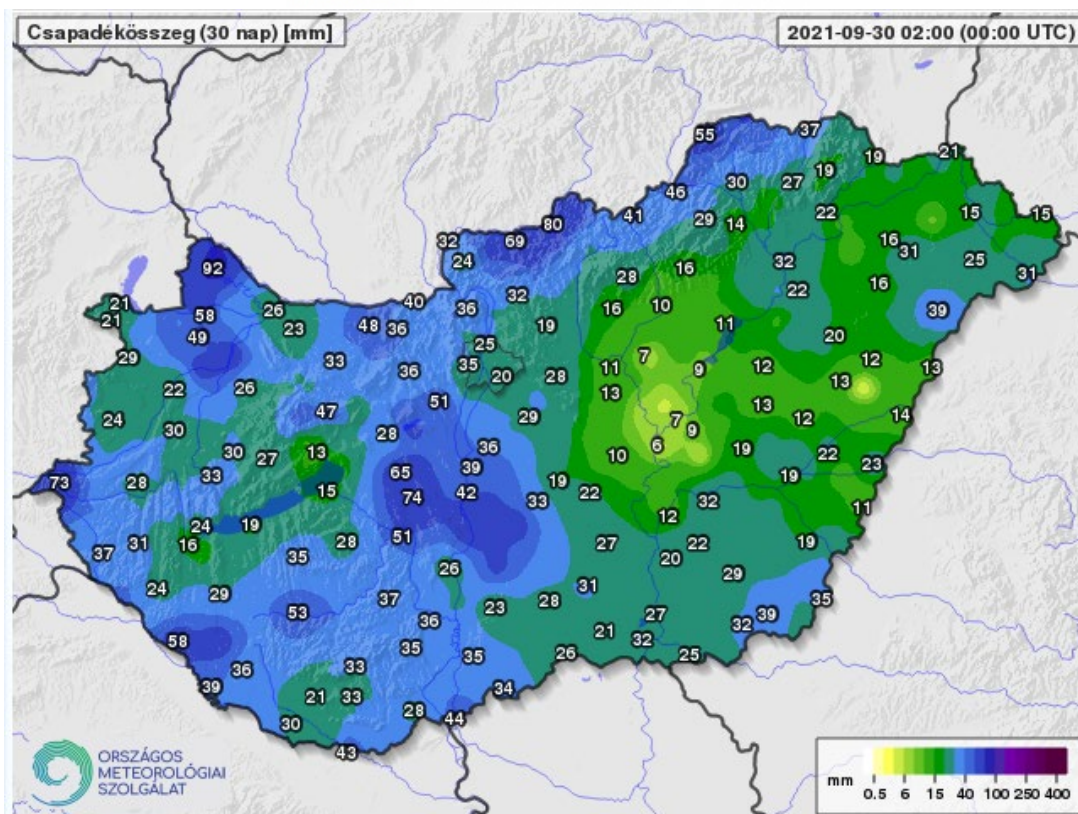 Csapadékösszeg (30 nap) [mm]
2021-09-30 02:00 (00:00 UTC)
55 37
21
19
19
46 30 27
80 41 29 14 22 15 15
32 69
24
16 31 25
92
28 16 32 31
22 16
21 40 32 36
21 58 26 23 48 36 19 16 10 11 39
49 25 20
29 33 36 35 20 28 11 7 9 12 12 13
22 26 13 13
24 47 51 29 13 7 13 12 14
30 28 36 6 9
30 27 13 65 39 10 19 22 23
73 28 33 15 74 42 33 19 22 32 19
24 19 12 11
37 31 16 35 28 51 27 20 22 19
24 29 26 31 29
53 37 23 28 35
58 36 21 27 32 39
36 33 35 35 26 32 25
39 21 33 34
30 28 44
43
ORSZÁGOS
METEOROLÓGIAI
SZOLGÁLAT
mm
0.5 6 15 40 100 250 400